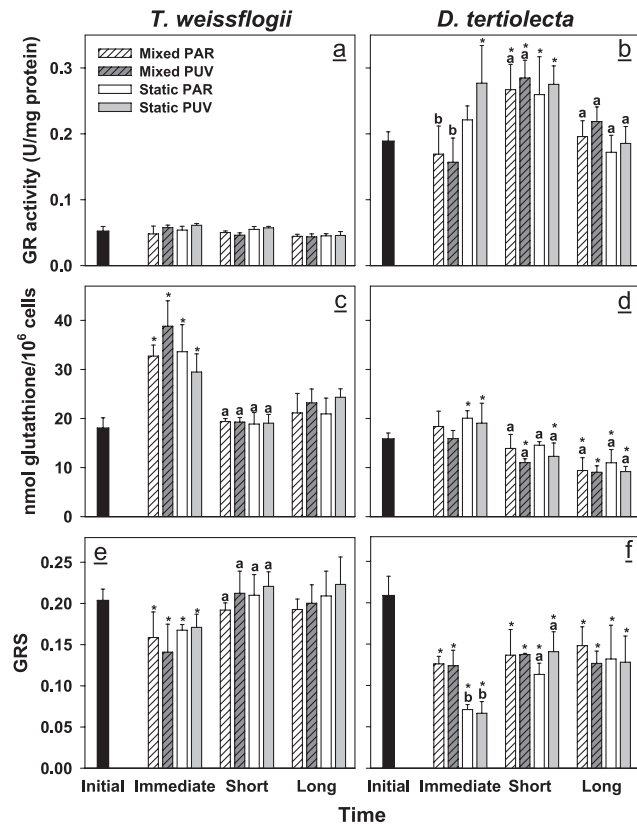 T. weissflogii
D. tertiolecta
GR activity (U/mg protein)
0.3
0.2
0.1
0.0
Mixed PAR
Mixed PUV
Static PAR
Static PUV
a
b
b b
*
* * * *
a a
a a a a
nmol glutathione/10⁶ cells
40
30
20
10
0
c
* * * *
a a a a
d
* *
a * a a * a
* a * a * a * a
GRS
0.25
0.20
0.15
0.10
0.05
0.00
e
* * * *
a a a a
f
* * * b * b
* * * a * a
* * * *
Initial Immediate Short Long
Initial Immediate Short Long
Time